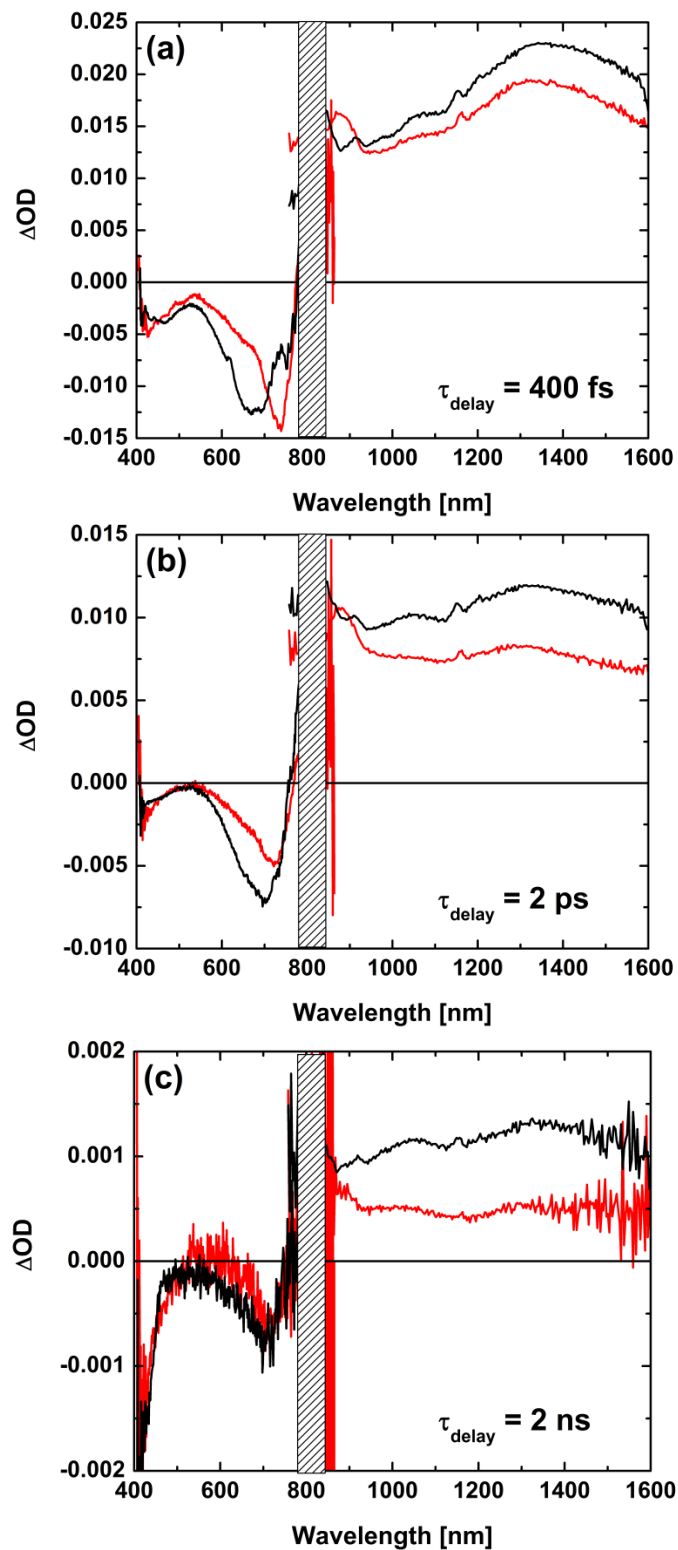 (a)
0.025
0.020
0.015
0.010
0.005
0.000
-0.005
-0.010
-0.015
ΔOD
τdelay = 400 fs
400 600 800 1000 1200 1400 1600
Wavelength [nm]
(b)
0.015
0.010
0.005
0.000
-0.005
-0.010
ΔOD
τdelay = 2 ps
400 600 800 1000 1200 1400 1600
Wavelength [nm]
(c)
0.002
0.001
0.000
-0.001
-0.002
ΔOD
τdelay = 2 ns
400 600 800 1000 1200 1400 1600
Wavelength [nm]